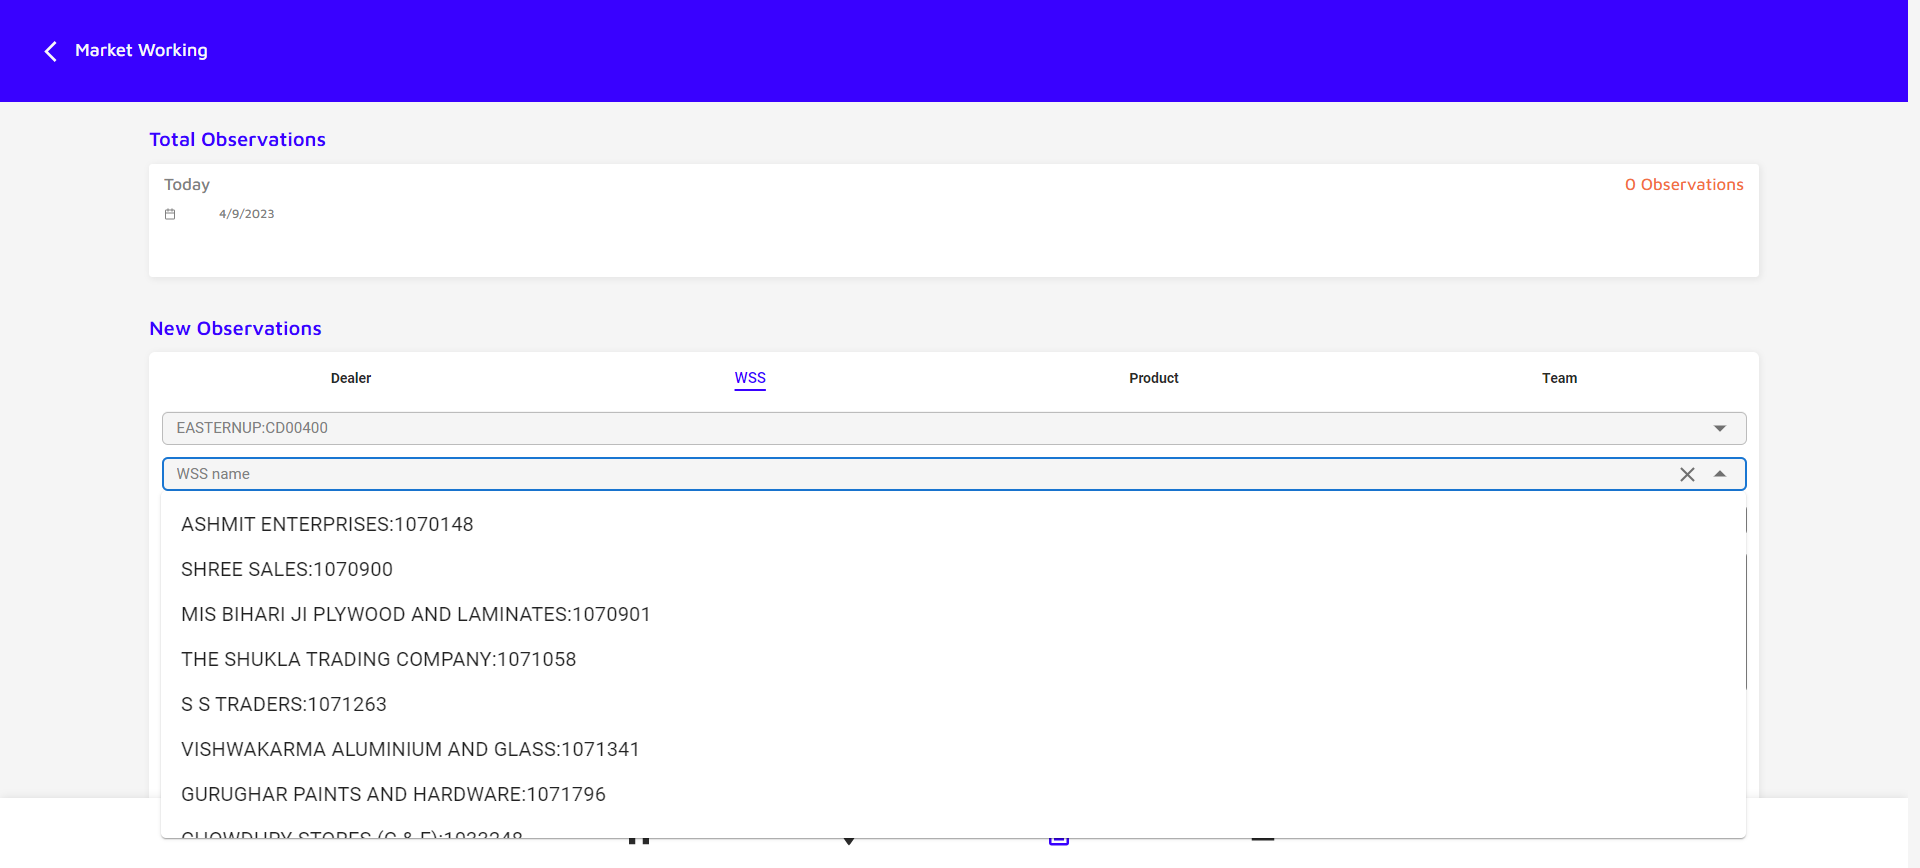 Market Working
Total Observations
Today
0 Observations
4/9/2023
New Observations
Dealer
WSS
Product
Team
EASTERNUP:CD00400
WSS name
ASHMIT ENTERPRISES:1070148
SHREE SALES:1070900
MIS BIHARI JI PLYWOOD AND LAMINATES:1070901
THE SHUKLA TRADING COMPANY:1071058
S S TRADERS:1071263
VISHWAKARMA ALUMINIUM AND GLASS:1071341
GURUGHAR PAINTS AND HARDWARE:1071796
CHOWDURY STORES